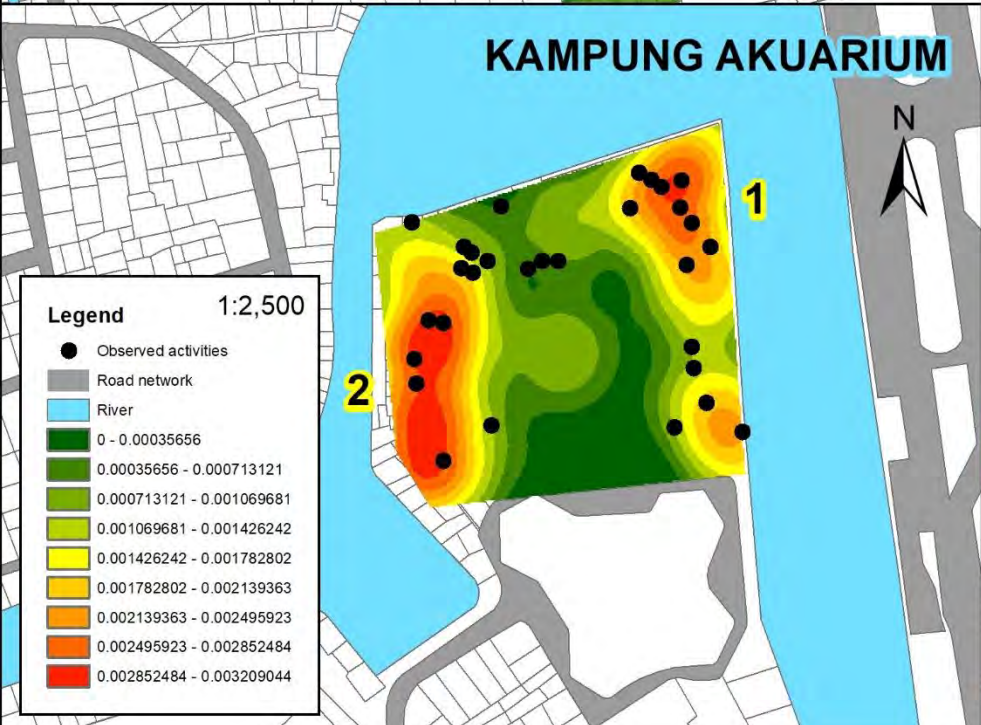 KAMPUNG AKUARIUM
N
1
2
Legend 1:2,500
Observed activities
Road network
River
0 - 0.00035656
0.00035656 - 0.000713121
0.000713121 - 0.001069681
0.001069681 - 0.001426242
0.001426242 - 0.001782802
0.001782802 - 0.002139363
0.002139363 - 0.002495923
0.002495923 - 0.002852484
0.002852484 - 0.003209044